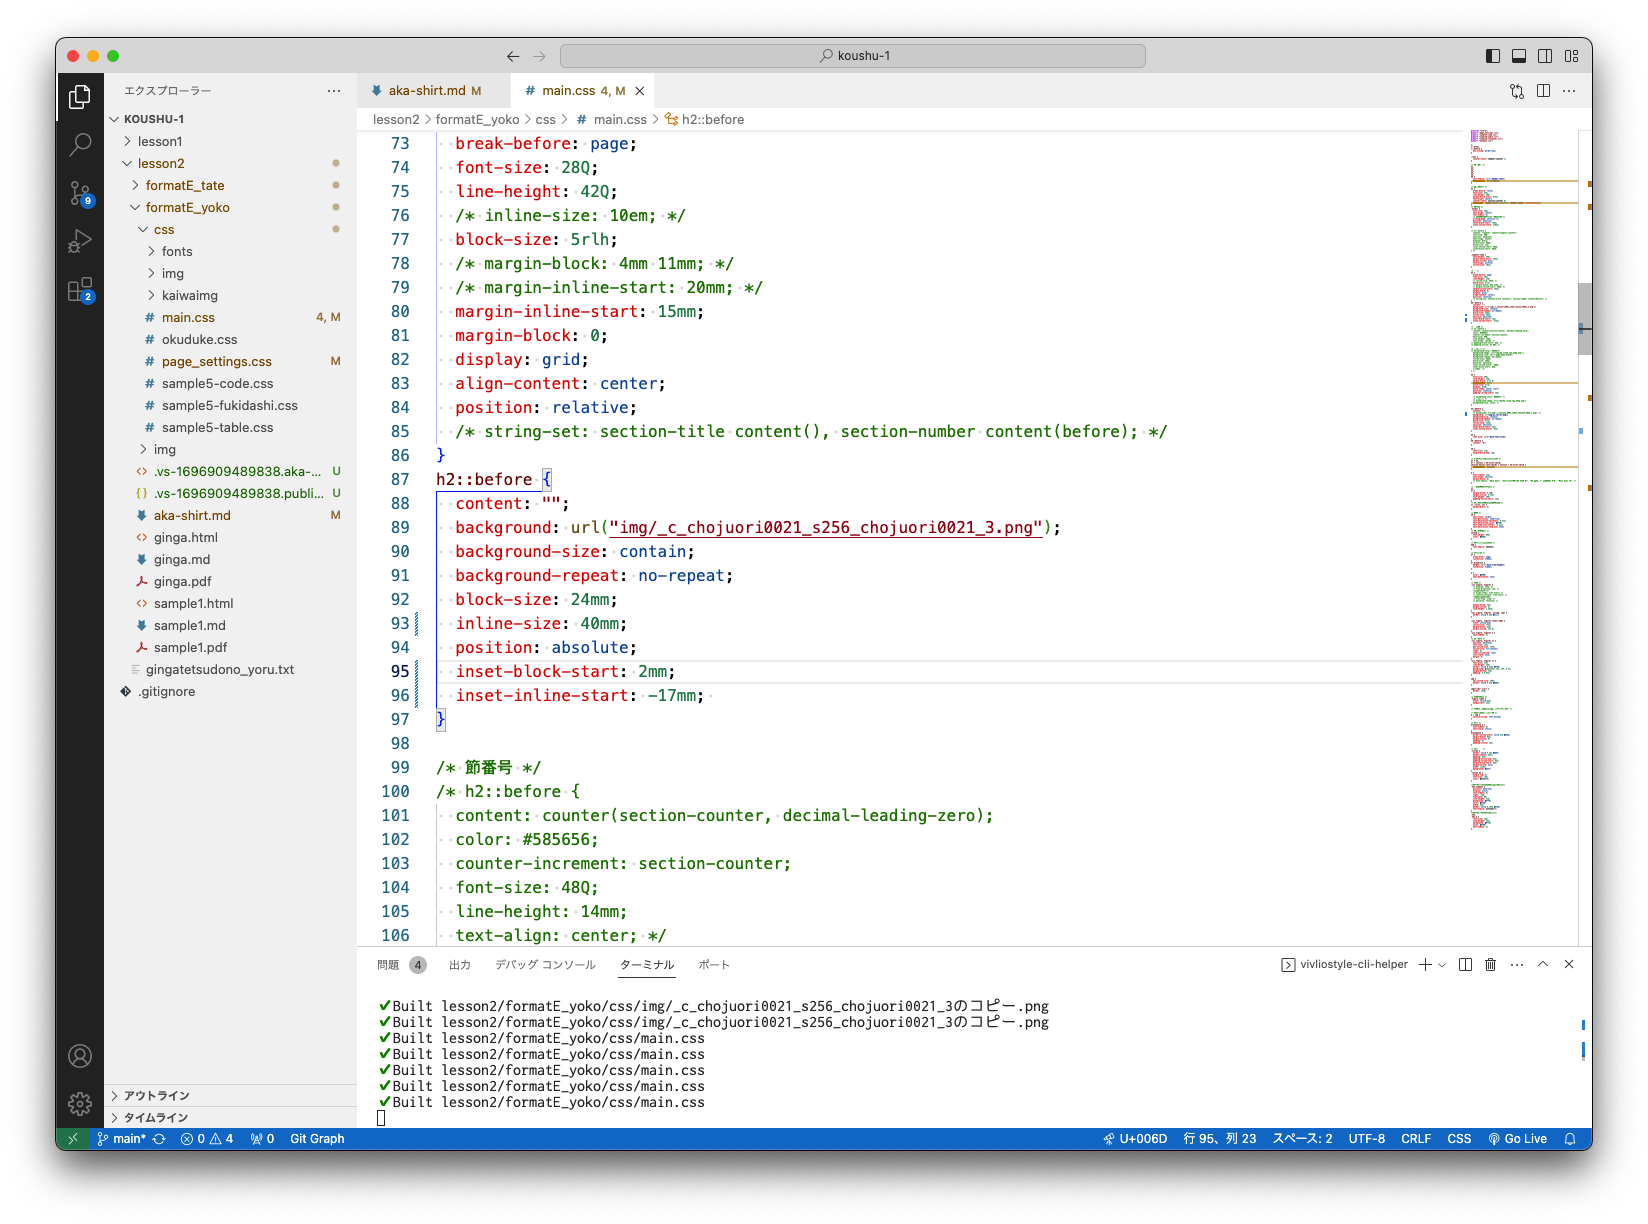 koushu-1
エクスプローラー
KOUSHU-1
lesson1
lesson2
formatE_tate
formatE_yoko
css
fonts
img
kaiwaimg
# main.css 4, M
# okuduke.css
# page_settings.css M
# sample5-code.css
# sample5-fukidashi.css
# sample5-table.css
img
.vs-1696909489838.aka-... U
.vs-1696909489838.publi... U
aka-shirt.md M
ginga.html
ginga.md
ginga.pdf
sample1.html
sample1.md
sample1.pdf
gingatetsudono_yoru.txt
.gitignore
アウトライン
タイムライン
9
2
aka-shirt.md M
# main.css 4, M
lesson2 > formatE_yoko > css > # main.css > h2::before
73 break-before: page;
74 font-size: 28Q;
75 line-height: 42Q;
76 /* inline-size: 10em; */
77 block-size: 5rlh;
78 /* margin-block: 4mm 11mm; */
79 /* margin-inline-start: 20mm; */
80 margin-inline-start: 15mm;
81 margin-block: 0;
82 display: grid;
83 align-content: center;
84 position: relative;
85 /* string-set: section-title content(), section-number content(before); */
86 }
87 h2::before {
88 content: "";
89 background: url("img/_c_chojuori0021_s256_chojuori0021_3.png");
90 background-size: contain;
91 background-repeat: no-repeat;
92 block-size: 24mm;
93 inline-size: 40mm;
94 position: absolute;
95 inset-block-start: 2mm;
96 inset-inline-start: -17mm;
97 }
98
99 /* 節番号 */
100 /* h2::before {
101 content: counter(section-counter, decimal-leading-zero);
102 color: #585656;
103 counter-increment: section-counter;
104 font-size: 48Q;
105 line-height: 14mm;
106 text-align: center; */
問題 4 出力 デバッグ コンソール ターミナル ポート vivliostyle-cli-helper
✔Built lesson2/formatE_yoko/css/img/_c_chojuori0021_s256_chojuori0021_3のコピー.png
✔Built lesson2/formatE_yoko/css/img/_c_chojuori0021_s256_chojuori0021_3のコピー.png
✔Built lesson2/formatE_yoko/css/main.css
✔Built lesson2/formatE_yoko/css/main.css
✔Built lesson2/formatE_yoko/css/main.css
✔Built lesson2/formatE_yoko/css/main.css
✔Built lesson2/formatE_yoko/css/main.css
main* 0 4 0 Git Graph U+006D 行 95、列 23 スペース: 2 UTF-8 CRLF CSS Go Live